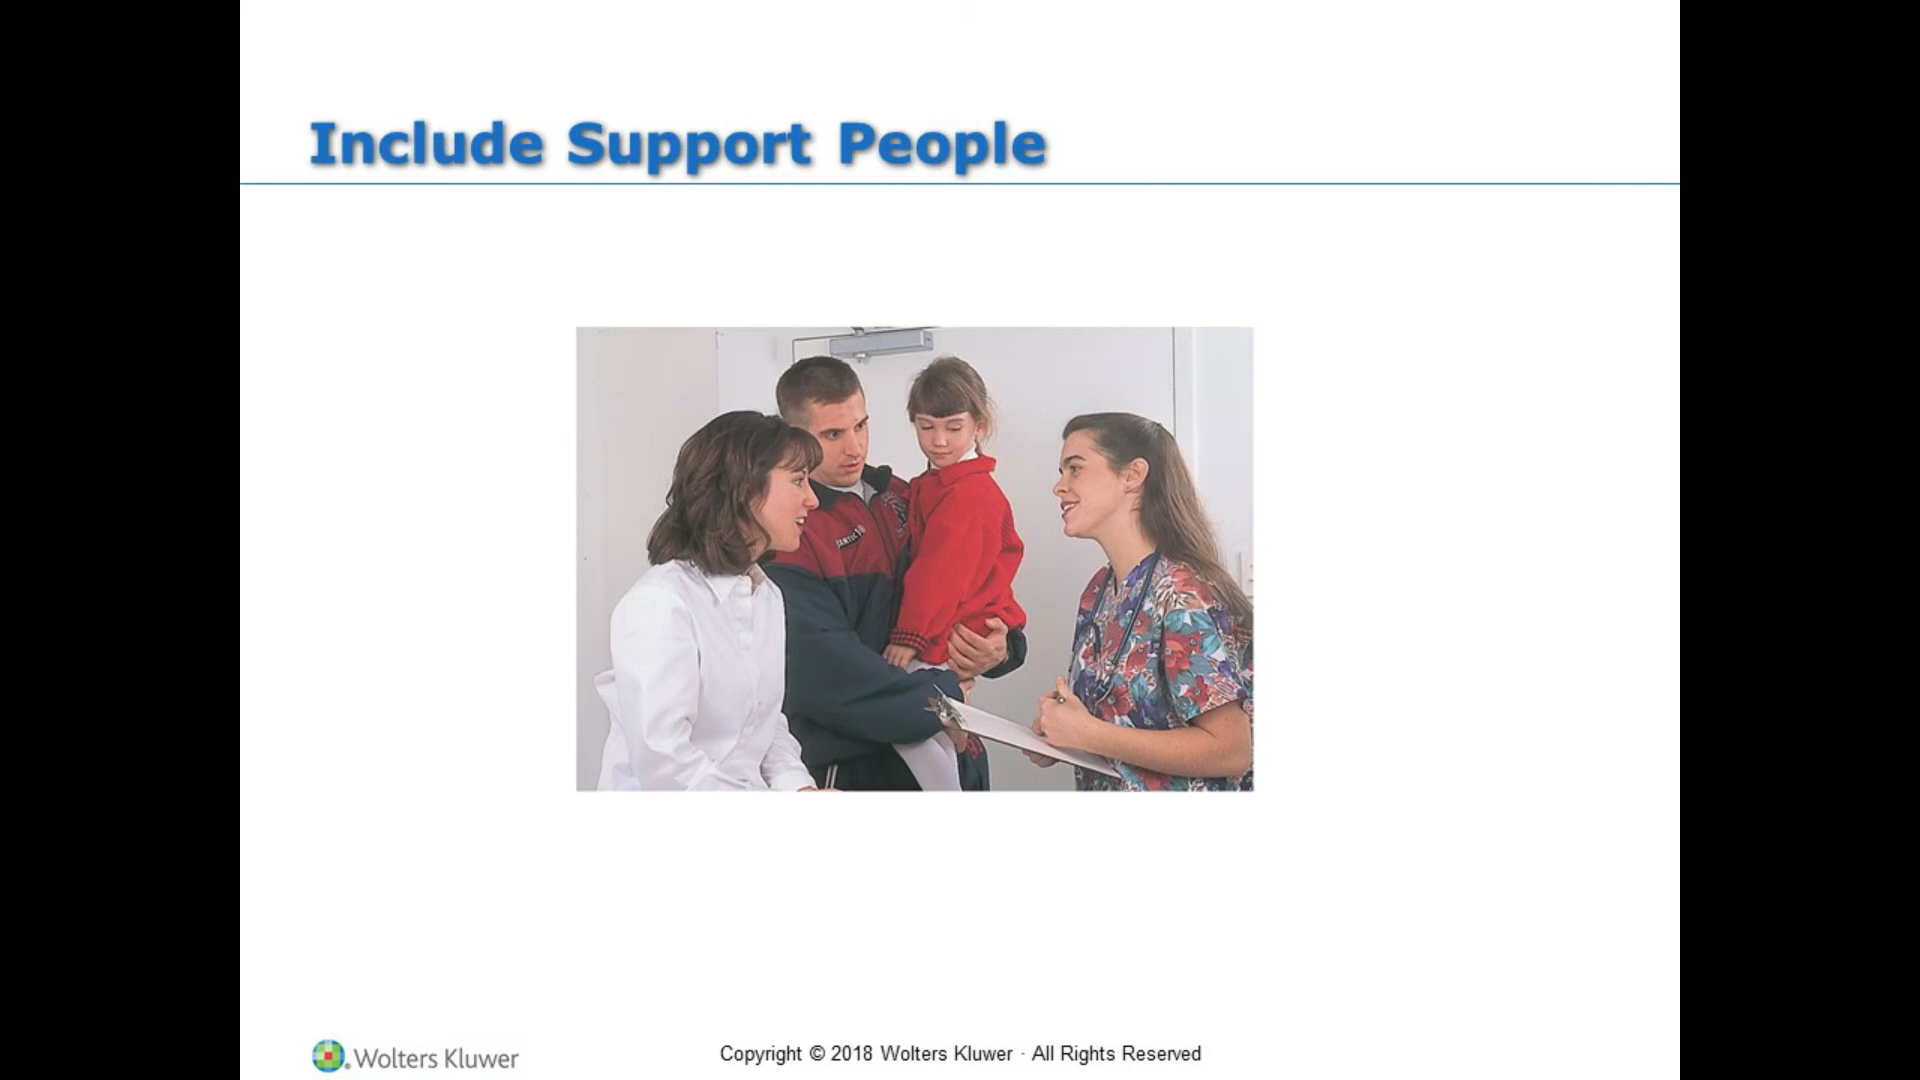 Include Support People
Wolters Kluwer
Copyright © 2018 Wolters Kluwer · All Rights Reserved